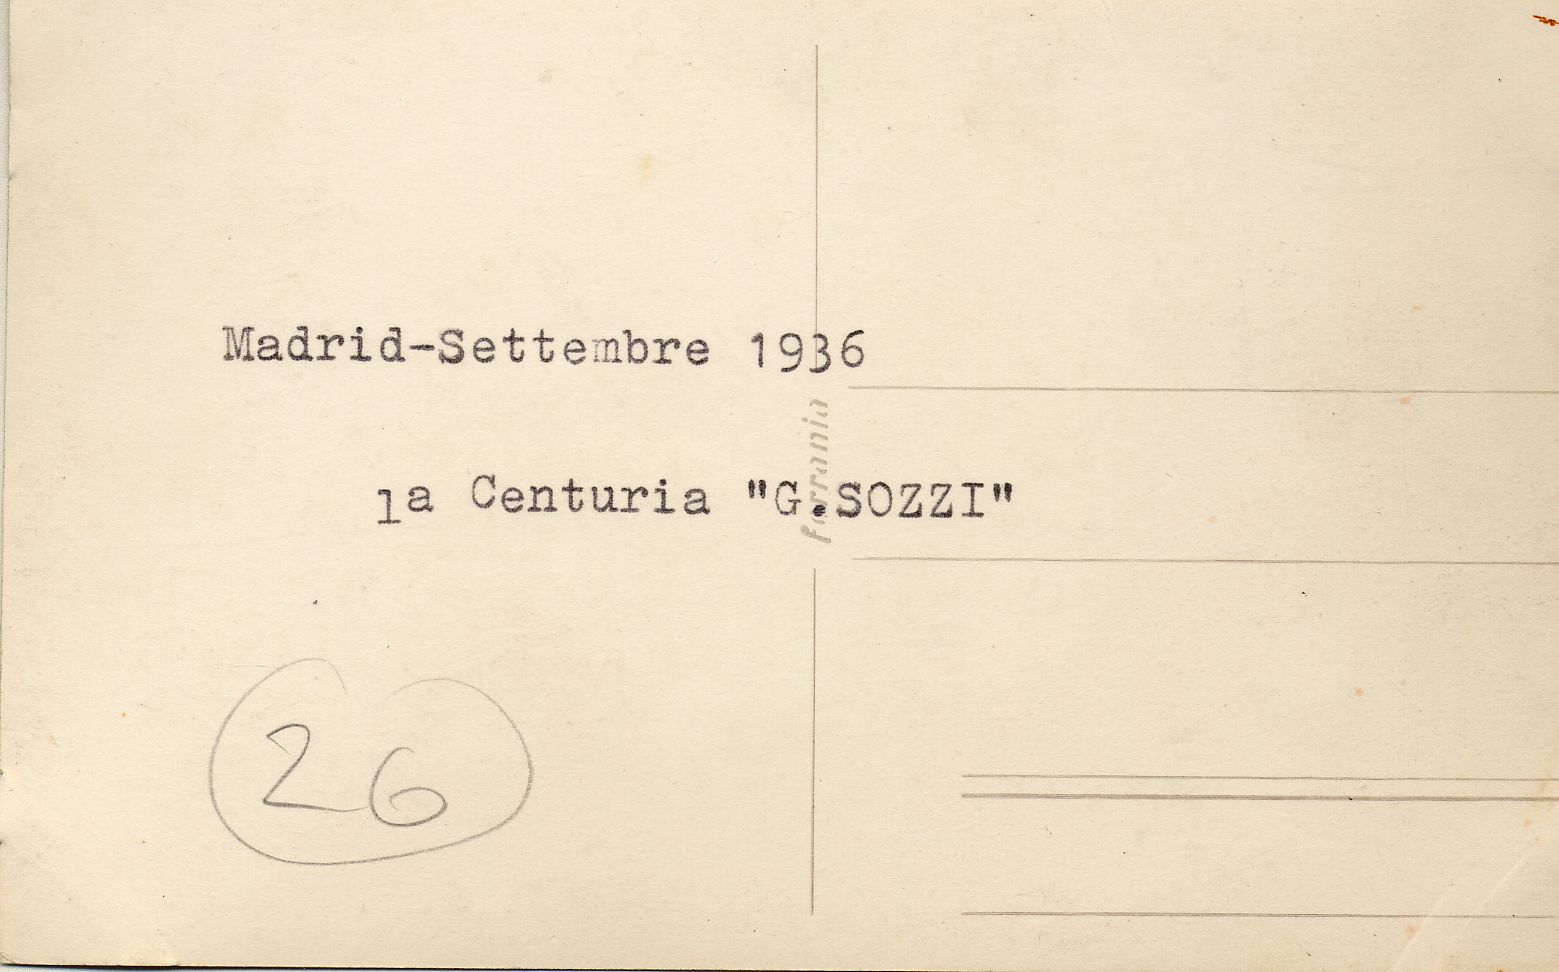 Madrid-Settembre 1936
ferrania
1a Centuria "G.SOZZI"
26